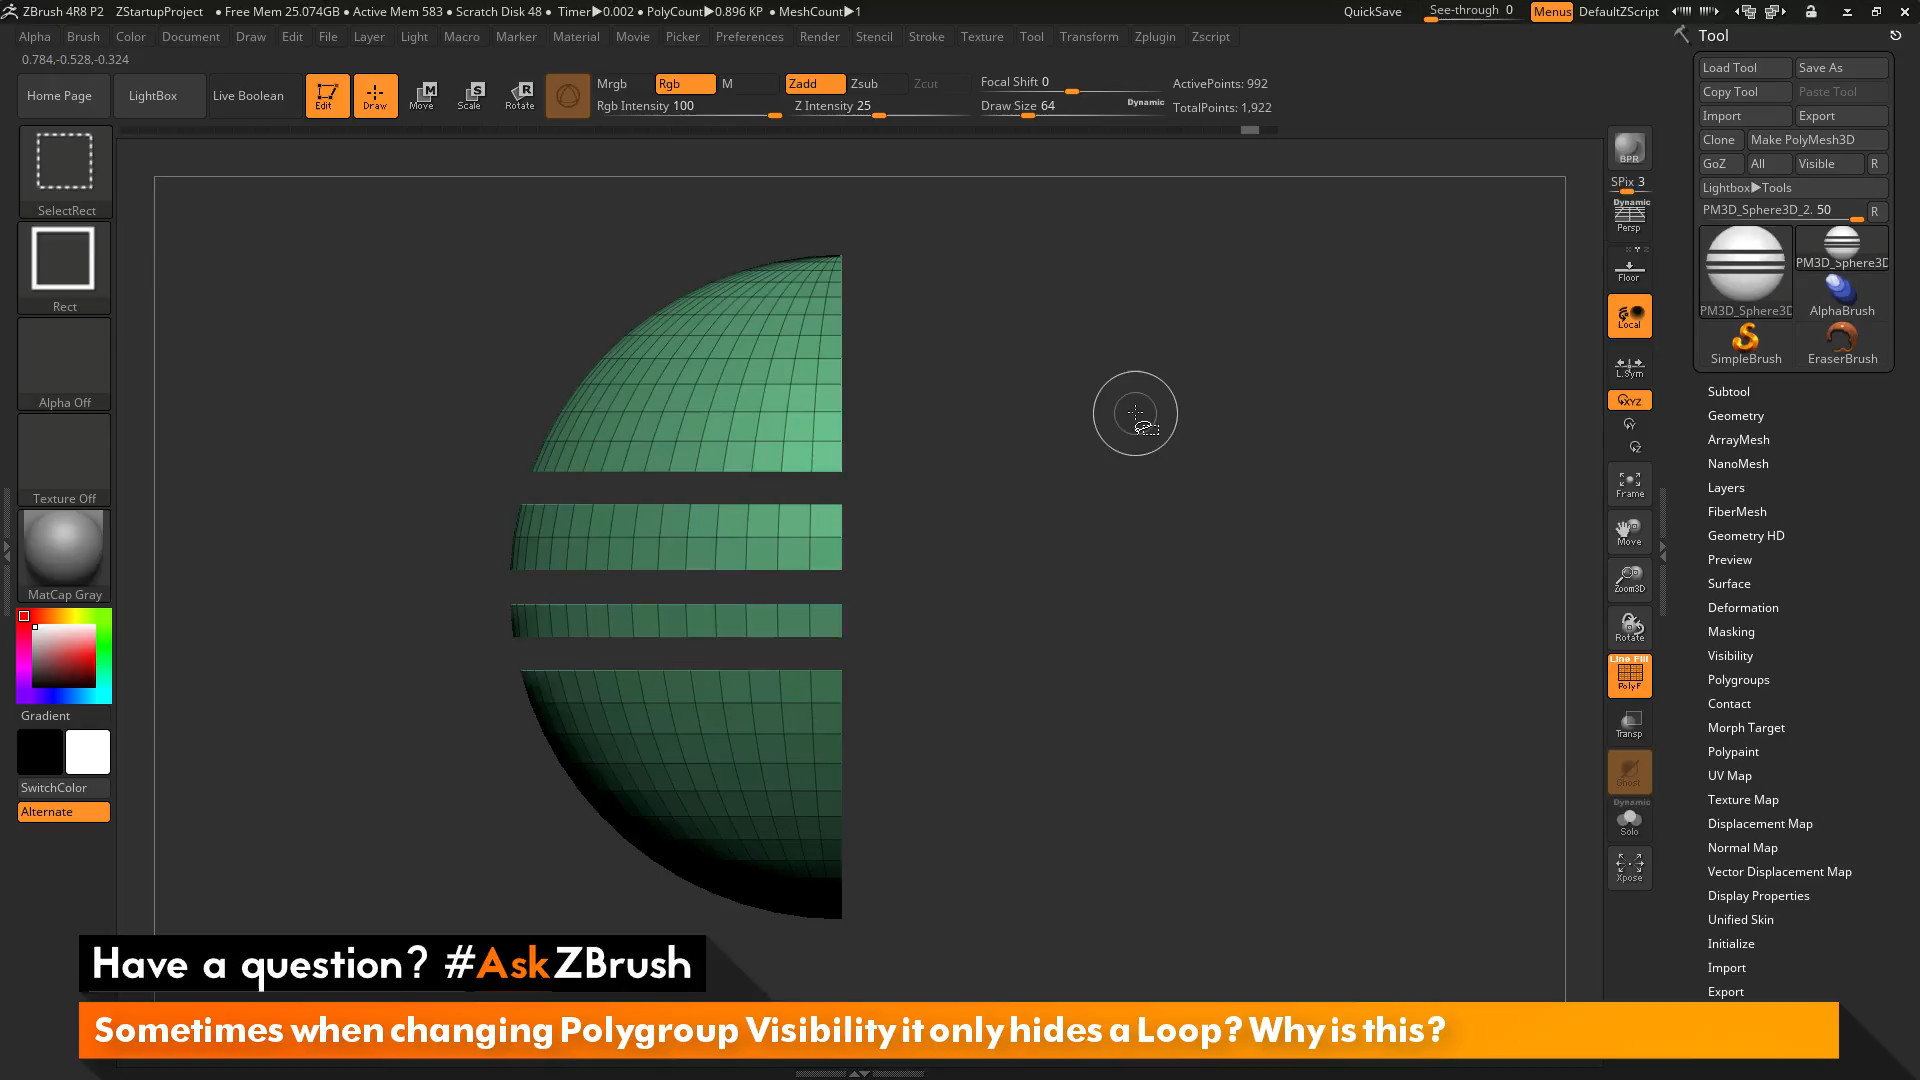 ZBrush 4R8 P2 ZStartupProject • Free Mem 25.074GB • Active Mem 583 • Scratch Disk 48 • Timer▶0.002 • PolyCount▶0.896 KP • MeshCount▶1 QuickSave See-through 0 Menus DefaultZScript
Alpha Brush Color Document Draw Edit File Layer Light Macro Marker Material Movie Picker Preferences Render Stencil Stroke Texture Tool Transform Zplugin Zscript
0.784,-0.528,-0.324
Home Page LightBox Live Boolean Edit Draw Move Scale Rotate
Mrgb Rgb M Zadd Zsub Zcut Focal Shift 0 ActivePoints: 992
Rgb Intensity 100 Z Intensity 25 Draw Size 64 Dynamic TotalPoints: 1,922
SelectRect
Rect
Alpha Off
Texture Off
MatCap Gray
Gradient
SwitchColor
Alternate
BPR
SPix 3
Dynamic
Persp
Floor
Local
L.Sym
XYZ
Y
Z
Frame
Move
Zoom3D
Rotate
Line Fill
PolyF
Transp
Ghost
Dynamic
Solo
Xpose
Tool
Load Tool Save As
Copy Tool Paste Tool
Import Export
Clone Make PolyMesh3D
GoZ All Visible R
Lightbox▶Tools
PM3D_Sphere3D_2. 50 R
PM3D_Sphere3D
PM3D_Sphere3D AlphaBrush
SimpleBrush EraserBrush
Subtool
Geometry
ArrayMesh
NanoMesh
Layers
FiberMesh
Geometry HD
Preview
Surface
Deformation
Masking
Visibility
Polygroups
Contact
Morph Target
Polypaint
UV Map
Texture Map
Displacement Map
Normal Map
Vector Displacement Map
Display Properties
Unified Skin
Initialize
Import
Export
Have a question? #AskZBrush
Sometimes when changing Polygroup Visibility it only hides a Loop? Why is this?